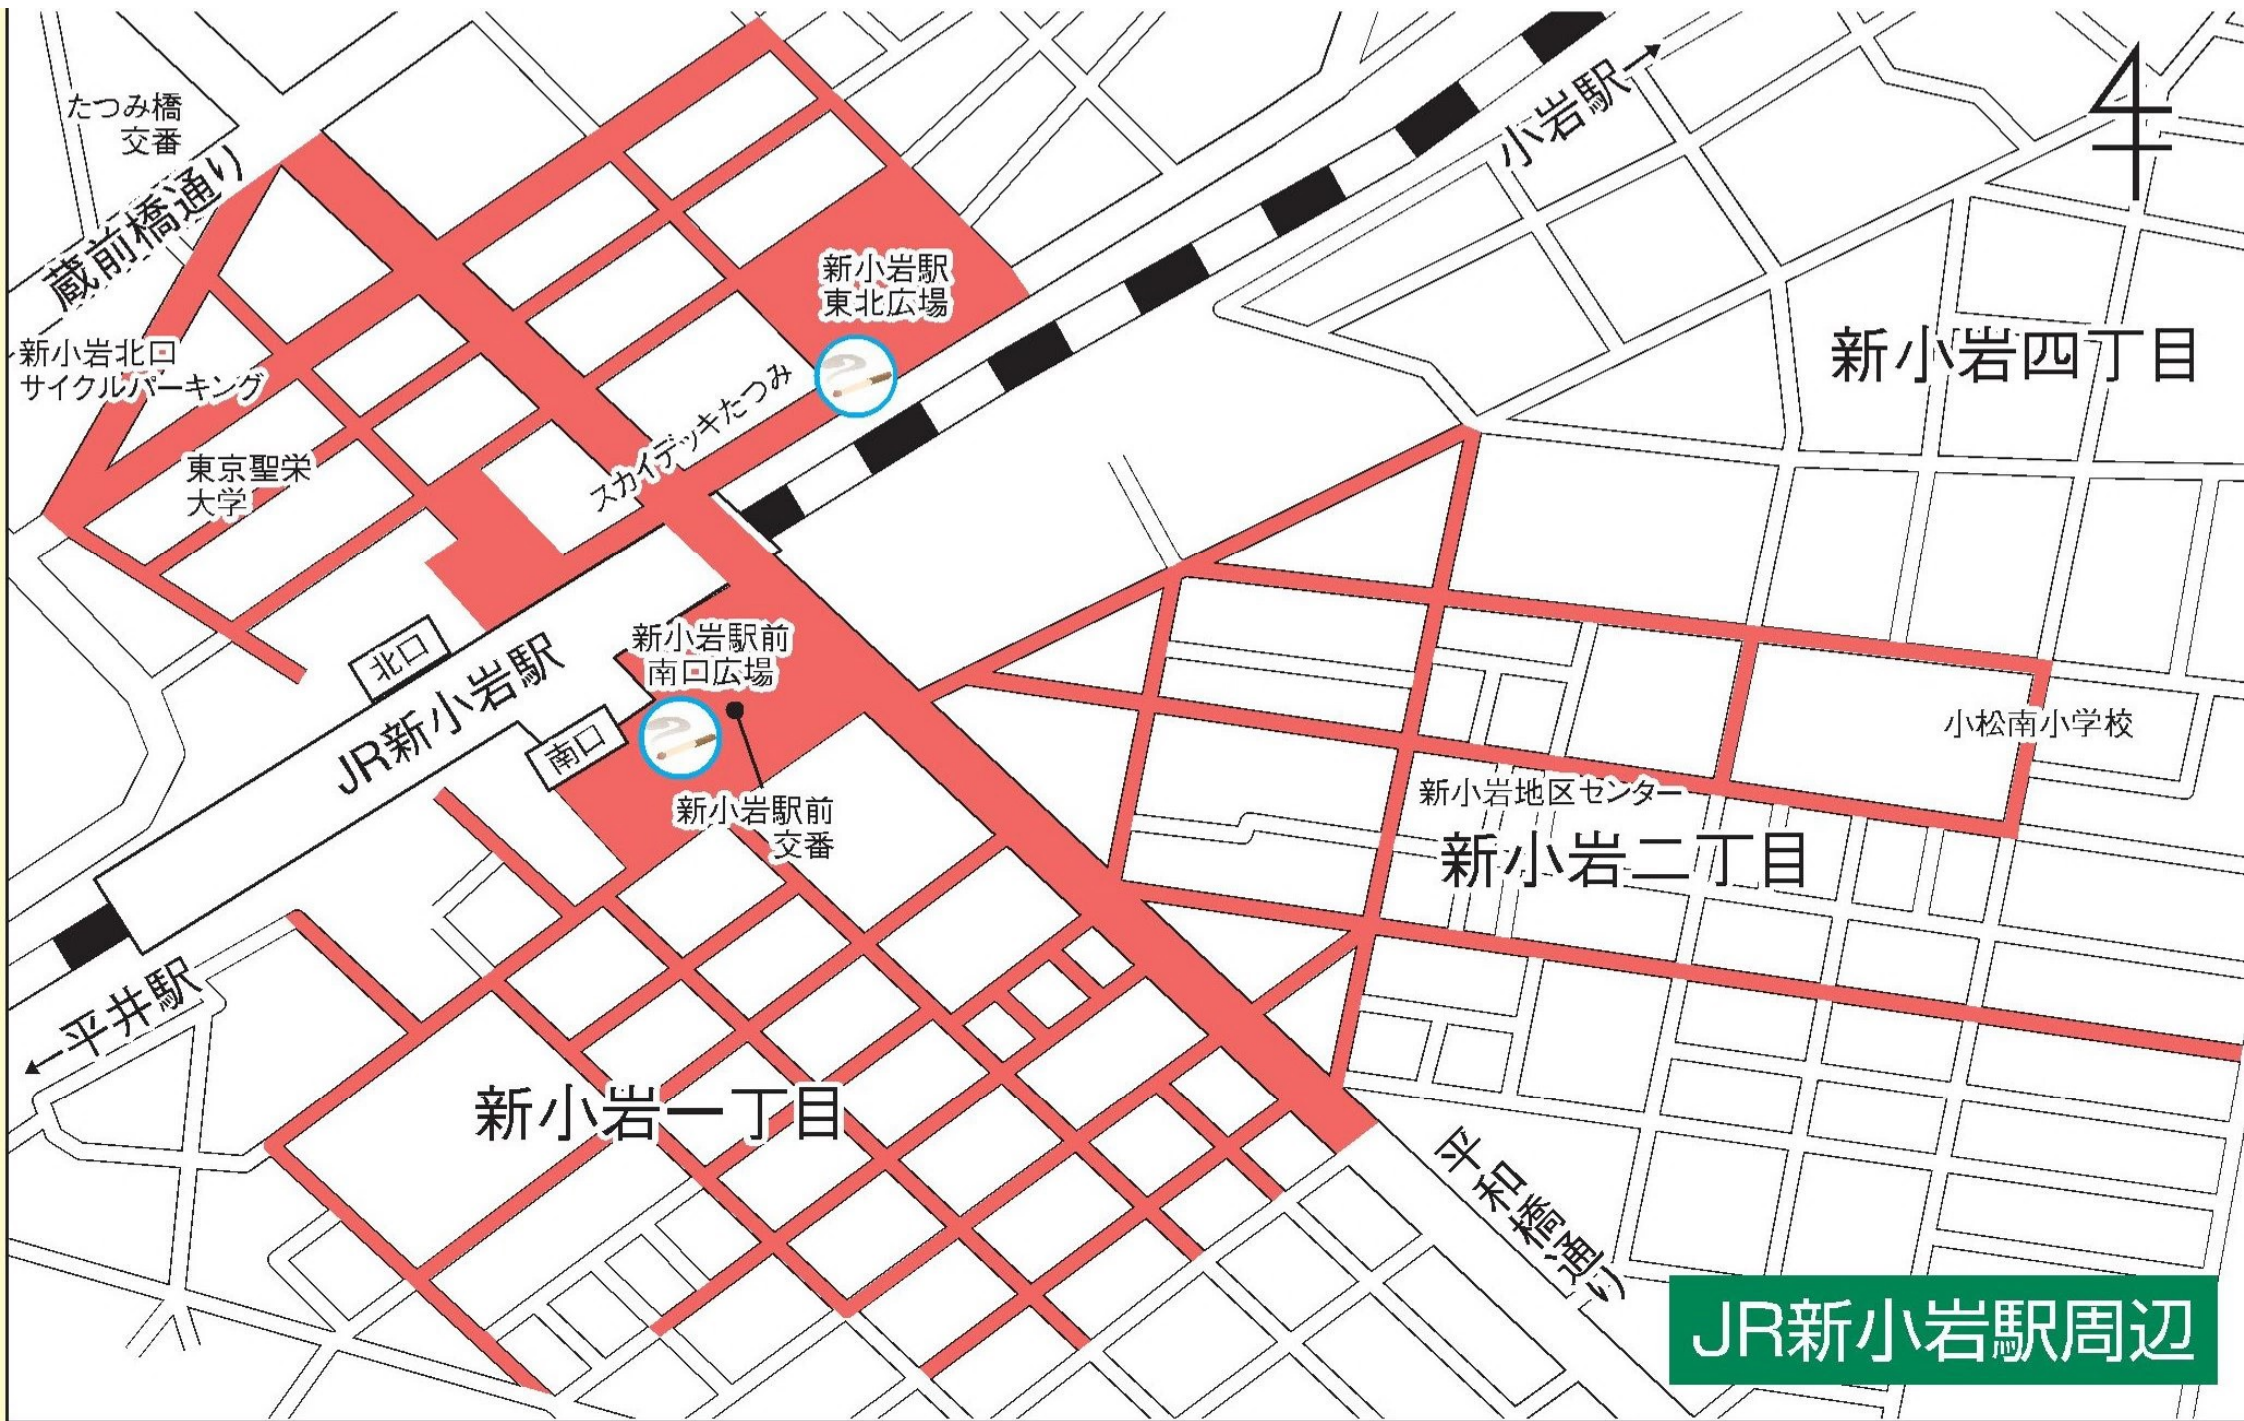 たつみ橋
交番
蔵前橋通り
新小岩北口
サイクルパーキング
東京聖栄
大学
新小岩駅
東北広場
スカイデッキたつみ
小岩駅→
新小岩四丁目
北口
JR新小岩駅
南口
新小岩駅前
南口広場
新小岩駅前
交番
小松南小学校
新小岩地区センター
新小岩二丁目
←平井駅
新小岩一丁目
平和橋通り
JR新小岩駅周辺